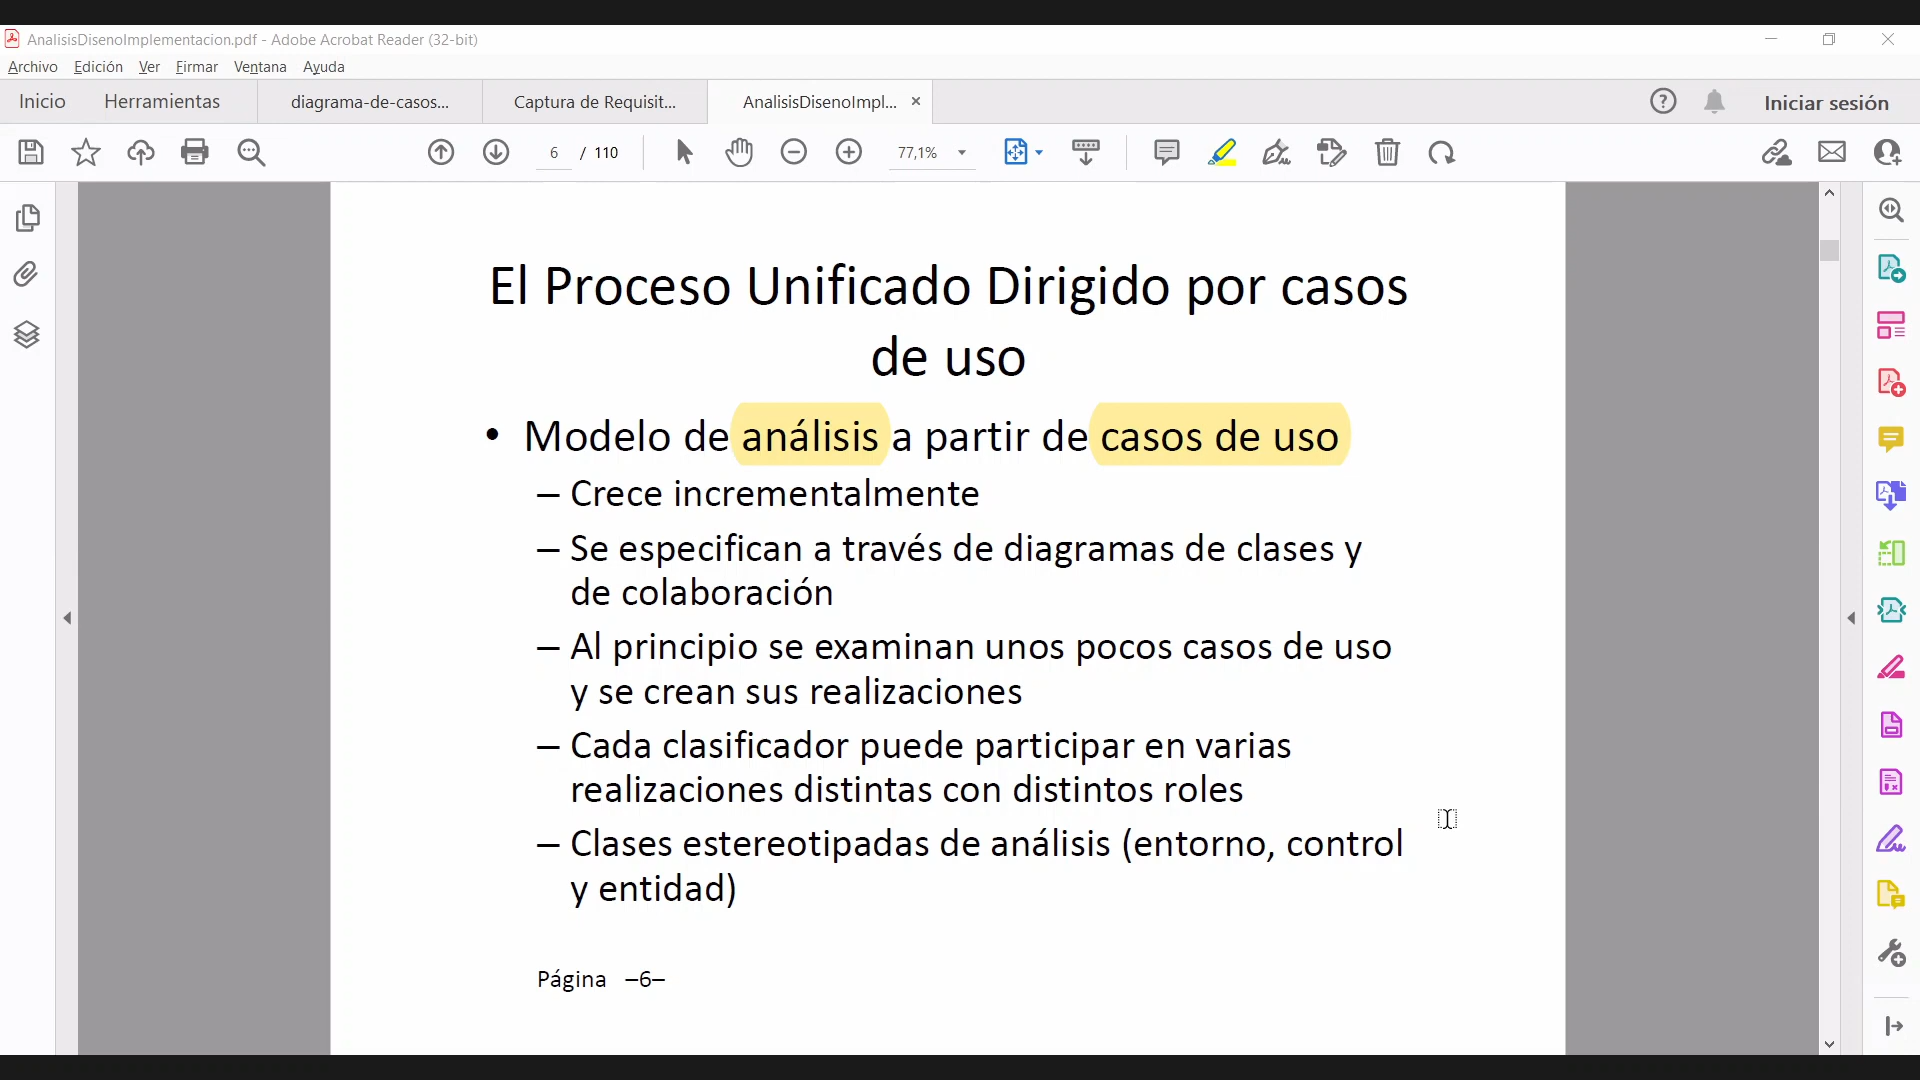 AnalisisDisenoImplementacion.pdf - Adobe Acrobat Reader (32-bit)
Archivo Edición Ver Firmar Ventana Ayuda
Inicio Herramientas diagrama-de-casos... Captura de Requisit... AnalisisDisenoImpl... Iniciar sesión
6 / 110 77,1%
El Proceso Unificado Dirigido por casos
de uso
• Modelo de análisis a partir de casos de uso
– Crece incrementalmente
– Se especifican a través de diagramas de clases y
de colaboración
– Al principio se examinan unos pocos casos de uso
y se crean sus realizaciones
– Cada clasificador puede participar en varias
realizaciones distintas con distintos roles
– Clases estereotipadas de análisis (entorno, control
y entidad)
Página –6–